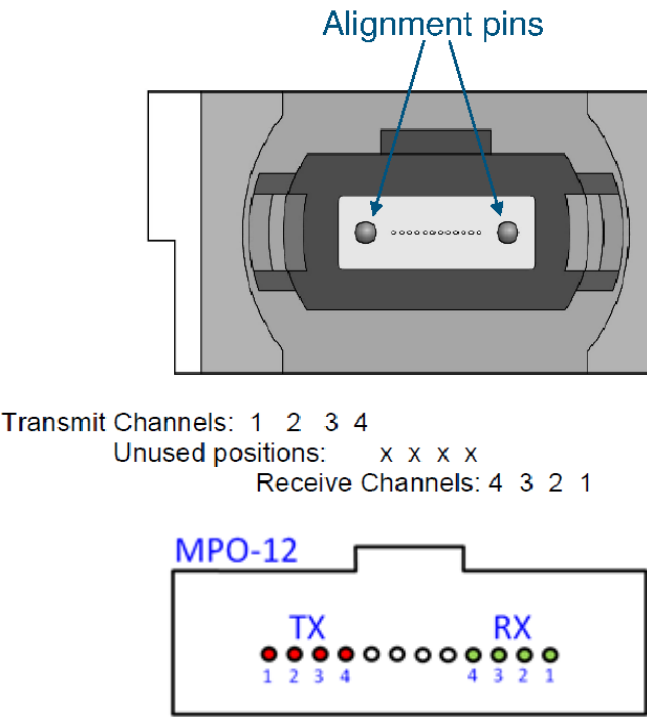 Alignment pins
Transmit Channels: 1 2 3 4
Unused positions: x x x x
Receive Channels: 4 3 2 1
MPO-12
TX RX
1 2 3 4 4 3 2 1